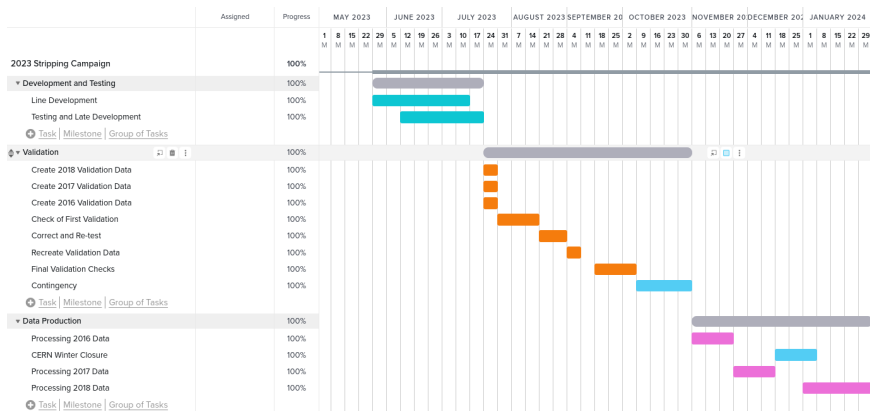 Assigned Progress MAY 2023 JUNE 2023 JULY 2023 AUGUST 2023 SEPTEMBER 20 OCTOBER 2023 NOVEMBER 20 DECEMBER 202 JANUARY 2024
1 8 15 22 29 5 12 19 26 3 10 17 24 31 7 14 21 28 4 11 18 25 2 9 16 23 30 6 13 20 27 4 11 18 25 1 8 15 22 29
M M M M M M M M M M M M M M M M M M M M M M M M M M M M M M M M M M M M M M M M
2023 Stripping Campaign 100%
Development and Testing 100%
Line Development 100%
Testing and Late Development 100%
Task Milestone Group of Tasks
Validation 100%
Create 2018 Validation Data 100%
Create 2017 Validation Data 100%
Create 2016 Validation Data 100%
Check of First Validation 100%
Correct and Re-test 100%
Recreate Validation Data 100%
Final Validation Checks 100%
Contingency 100%
Task Milestone Group of Tasks
Data Production 100%
Processing 2016 Data 100%
CERN Winter Closure 100%
Processing 2017 Data 100%
Processing 2018 Data 100%
Task Milestone Group of Tasks